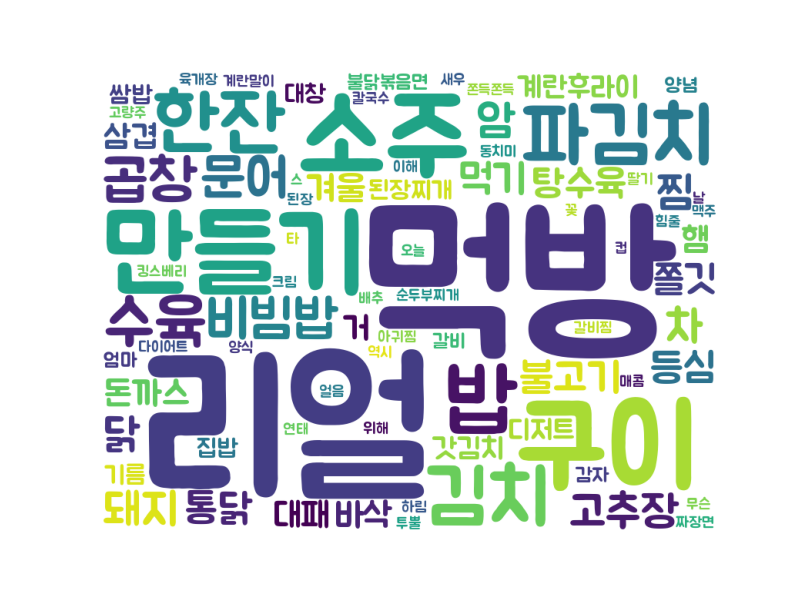 육개장 계란말이 불닭볶음면 새우
쌈밥 한잔 대창 칼국수 소주 쫀득쫀득 계란후라이 양념
고량주 암 파김치
삼겹 동치미
곱창 문어 스 겨울 이해 된장찌개 먹기 탕수육 딸기 찜 날
된장 꽃 맥주
만들기 타 오늘 먹방 컵 힘줄 햄
킹스베리 크림 쫄깃
수육 비빔밥 배추 순두부찌개
거 아귀찜 갈비 갈비찜 차
엄마 다이어트 양식 역시
돈까스 리얼 얼음 밥 불고기 매콤 등심
닭 집밥 연태 위해 갓김치 디저트 구이
기름 김치 감자
돼지 통닭 대패 바삭 하림 고추장 무슨
투뿔 짜장면